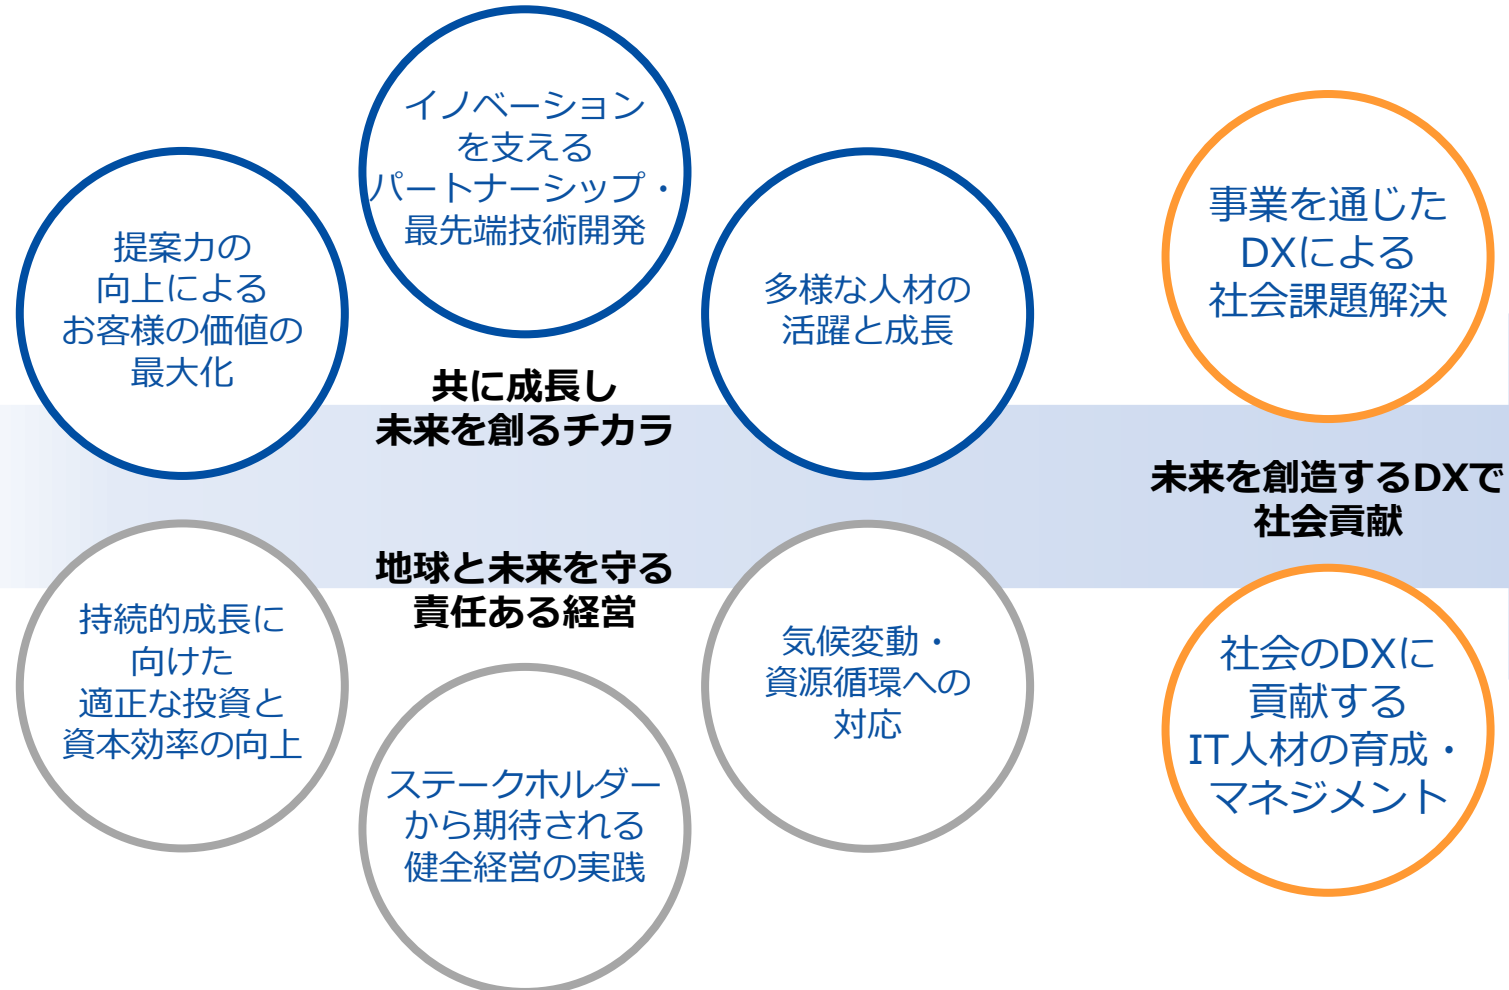 イノベーション
を支える
パートナーシップ・
最先端技術開発
提案力の
向上による
お客様の価値の
最大化
多様な人材の
活躍と成長
共に成長し
未来を創るチカラ
地球と未来を守る
責任ある経営
持続的成長に
向けた
適正な投資と
資本効率の向上
ステークホルダー
から期待される
健全経営の実践
気候変動・
資源循環への
対応
事業を通じた
DXによる
社会課題解決
未来を創造するDXで
社会貢献
社会のDXに
貢献する
IT人材の育成・
マネジメント